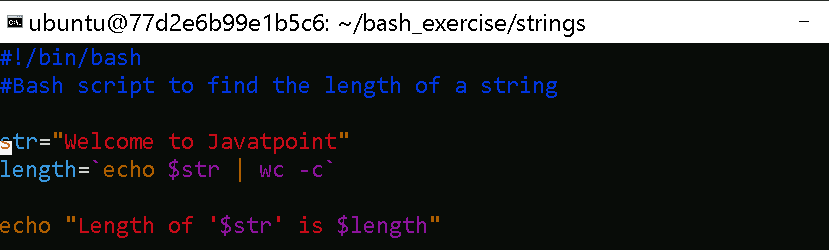 ubuntu@77d2e6b99e1b5c6: ~/bash_exercise/strings
#!/bin/bash
#Bash script to find the length of a string
str="Welcome to Javatpoint"
length=`echo $str | wc -c`
echo "Length of '$str' is $length"